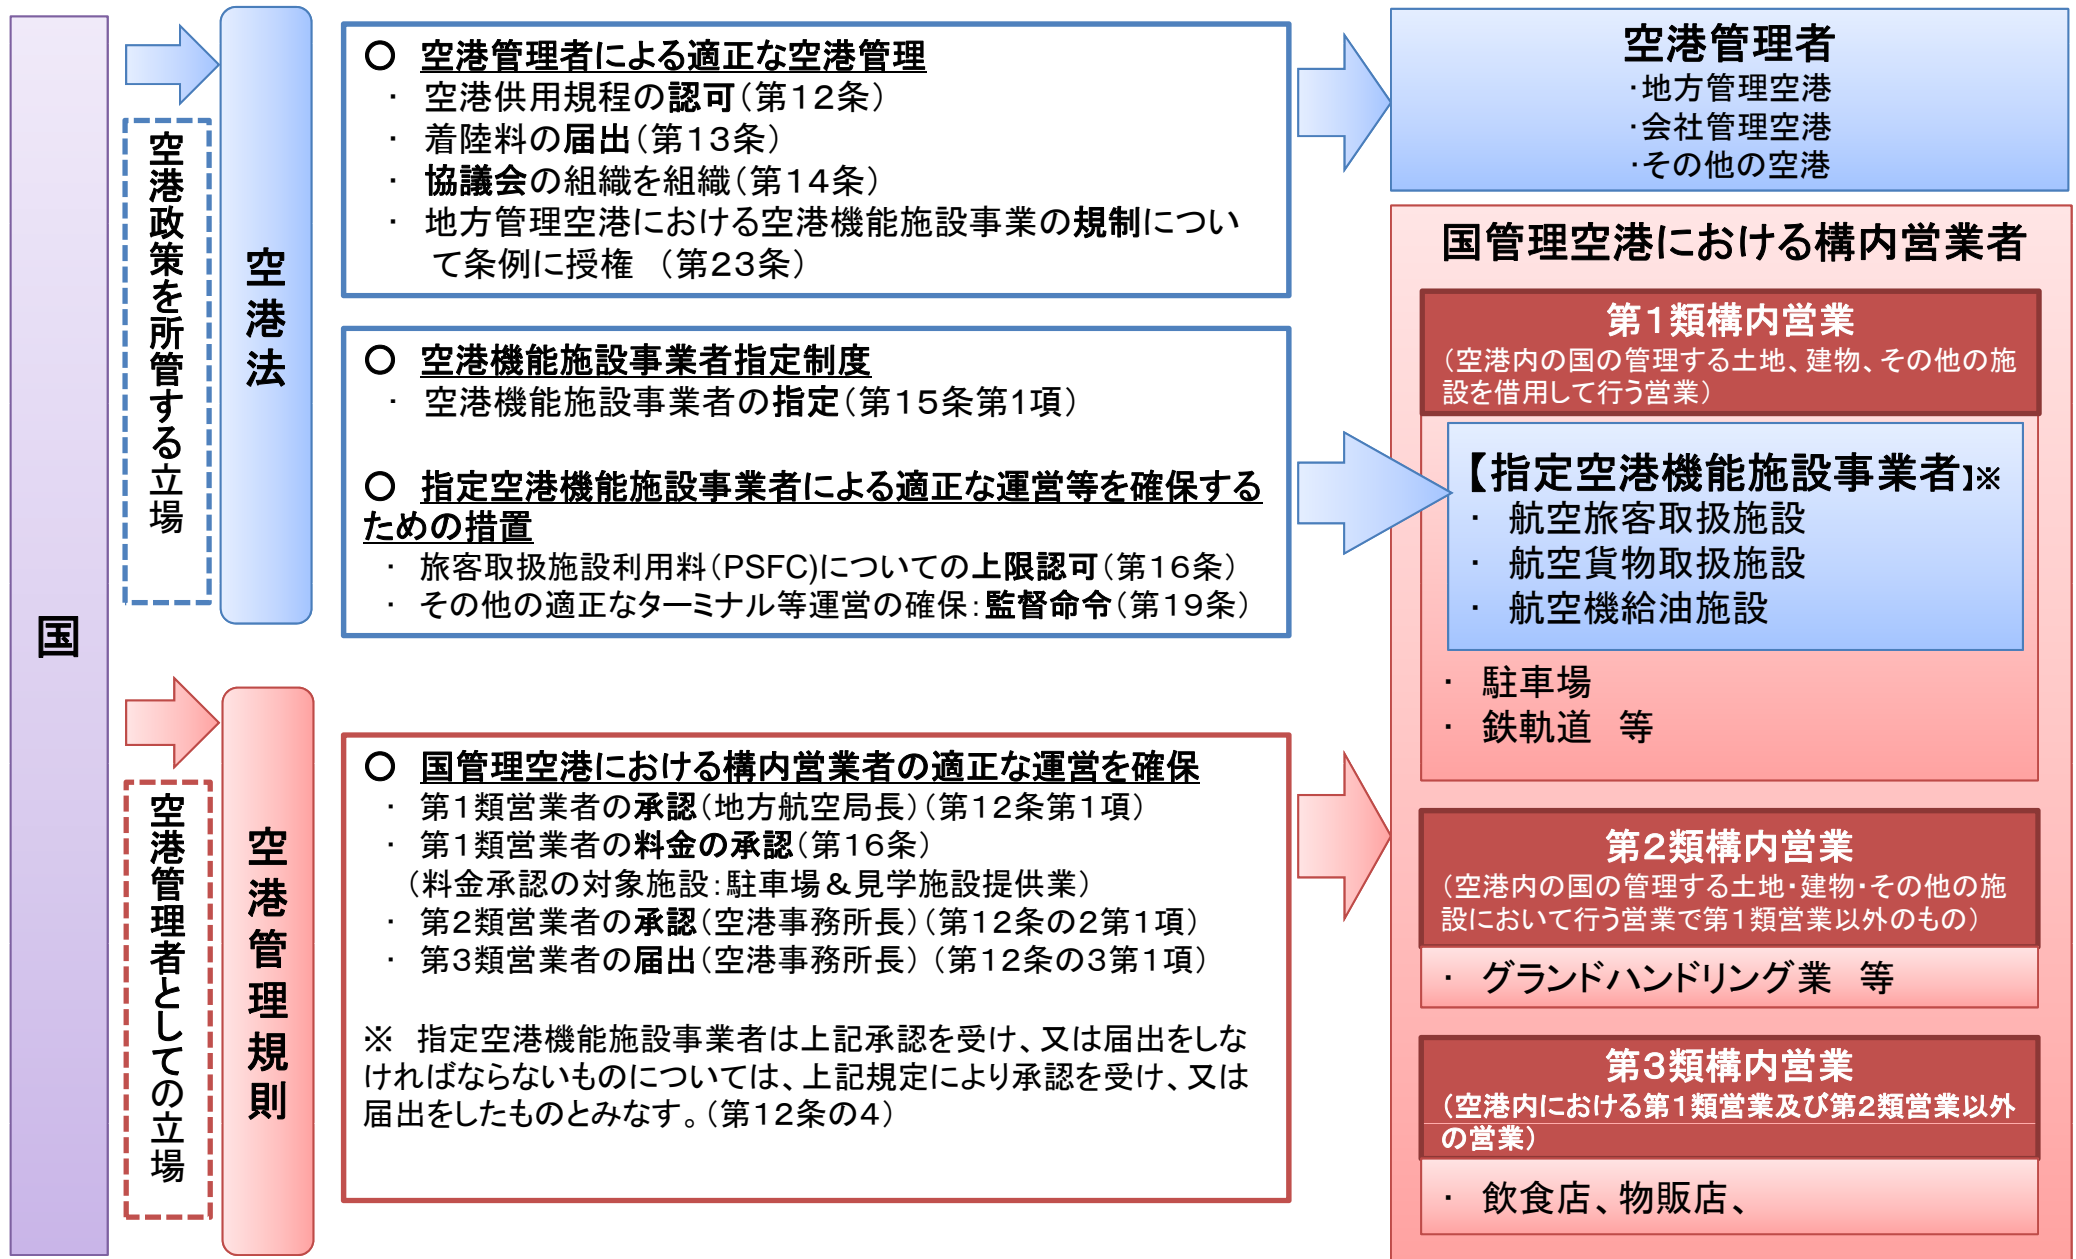 国
空港政策を所管する立場
空港法
〇 空港管理者による適正な空港管理
・ 空港供用規程の認可(第12条)
・ 着陸料の届出(第13条)
・ 協議会の組織を組織(第14条)
・ 地方管理空港における空港機能施設事業の規制につい
て条例に授権 (第23条)
〇 空港機能施設事業者指定制度
・ 空港機能施設事業者の指定(第15条第1項)
〇 指定空港機能施設事業者による適正な運営等を確保する
ための措置
・ 旅客取扱施設利用料(PSFC)についての上限認可(第16条)
・ その他の適正なターミナル等運営の確保:監督命令(第19条)
空港管理者としての立場
空港管理規則
〇 国管理空港における構内営業者の適正な運営を確保
・ 第1類営業者の承認(地方航空局長)(第12条第1項)
・ 第1類営業者の料金の承認(第16条)
(料金承認の対象施設:駐車場&見学施設提供業)
・ 第2類営業者の承認(空港事務所長)(第12条の2第1項)
・ 第3類営業者の届出(空港事務所長) (第12条の3第1項)
※ 指定空港機能施設事業者は上記承認を受け、又は届出をしな
ければならないものについては、上記規定により承認を受け、又は
届出をしたものとみなす。(第12条の4)
空港管理者
・地方管理空港
・会社管理空港
・その他の空港
国管理空港における構内営業者
第1類構内営業
(空港内の国の管理する土地、建物、その他の施
設を借用して行う営業)
【指定空港機能施設事業者】※
・ 航空旅客取扱施設
・ 航空貨物取扱施設
・ 航空機給油施設
・ 駐車場
・ 鉄軌道 等
第2類構内営業
(空港内の国の管理する土地・建物・その他の施
設において行う営業で第1類営業以外のもの)
・ グランドハンドリング業 等
第3類構内営業
(空港内における第1類営業及び第2類営業以外
の営業)
・ 飲食店、物販店、